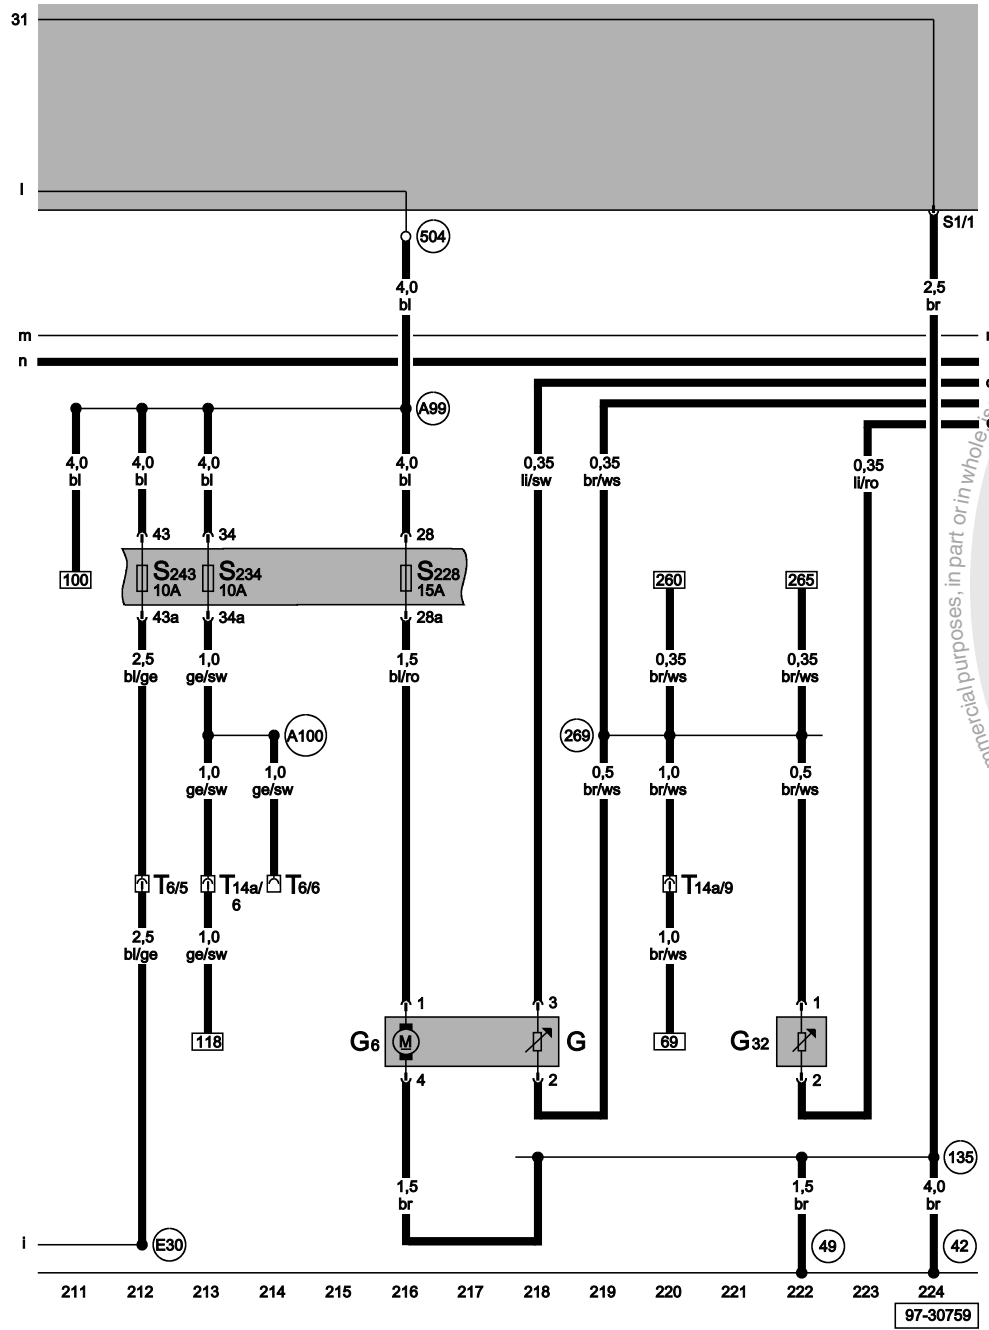 31
l
504
S1/1
4,0
bl
2,5
br
m
n
A99
4,0
bl
4,0
bl
4,0
bl
4,0
bl
0,35
li/sw
0,35
br/ws
0,35
li/ro
43
34
28
100
S243
10A
S234
10A
S228
15A
260
265
43a
34a
28a
2,5
bl/ge
1,0
ge/sw
1,5
bl/ro
0,35
br/ws
0,35
br/ws
A100
269
1,0
ge/sw
1,0
ge/sw
0,5
br/ws
1,0
br/ws
0,5
br/ws
T6/5
T14a/
6
T6/6
T14a/9
2,5
bl/ge
1,0
ge/sw
1,0
br/ws
1
3
1
118
G6
M
G
69
G32
4
2
2
135
1,5
br
1,5
br
4,0
br
i
E30
49
42
211 212 213 214 215 216 217 218 219 220 221 222 223 224
97-30759
purposes, in part or in whole,